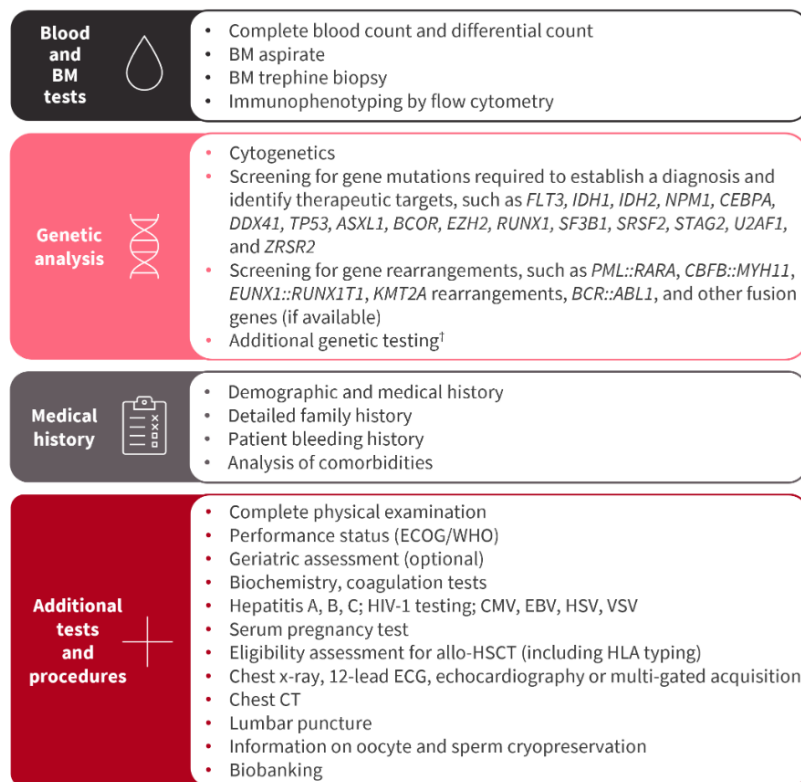 Blood
and
BM
tests
• Complete blood count and differential count
• BM aspirate
• BM trephine biopsy
• Immunophenotyping by flow cytometry
Genetic
analysis
• Cytogenetics
• Screening for gene mutations required to establish a diagnosis and
identify therapeutic targets, such as FLT3, IDH1, IDH2, NPM1, CEBPA,
DDX41, TP53, ASXL1, BCOR, EZH2, RUNX1, SF3B1, SRSF2, STAG2, U2AF1,
and ZRSR2
• Screening for gene rearrangements, such as PML::RARA, CBFB::MYH11,
EUNX1::RUNX1T1, KMT2A rearrangements, BCR::ABL1, and other fusion
genes (if available)
• Additional genetic testing†
Medical
history
• Demographic and medical history
• Detailed family history
• Patient bleeding history
• Analysis of comorbidities
Additional
tests
and
procedures
• Complete physical examination
• Performance status (ECOG/WHO)
• Geriatric assessment (optional)
• Biochemistry, coagulation tests
• Hepatitis A, B, C; HIV-1 testing; CMV, EBV, HSV, VSV
• Serum pregnancy test
• Eligibility assessment for allo-HSCT (including HLA typing)
• Chest x-ray, 12-lead ECG, echocardiography or multi-gated acquisition
• Chest CT
• Lumbar puncture
• Information on oocyte and sperm cryopreservation
• Biobanking